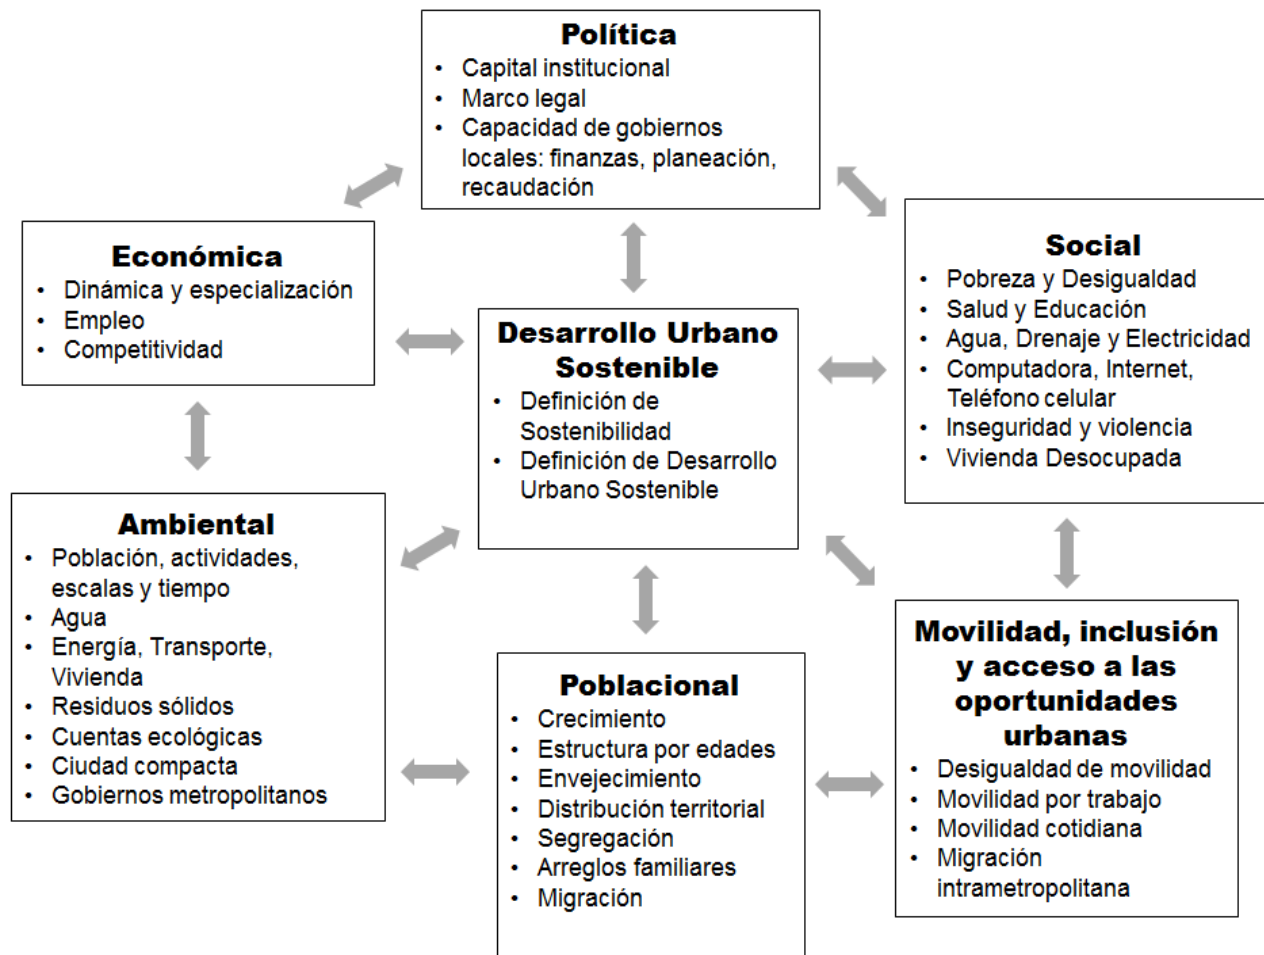 Política
• Capital institucional
• Marco legal
• Capacidad de gobiernos
locales: finanzas, planeación,
recaudación
Económica
• Dinámica y especialización
• Empleo
• Competitividad
Social
• Pobreza y Desigualdad
• Salud y Educación
• Agua, Drenaje y Electricidad
• Computadora, Internet,
Teléfono celular
• Inseguridad y violencia
• Vivienda Desocupada
Desarrollo Urbano
Sostenible
• Definición de
Sostenibilidad
• Definición de Desarrollo
Urbano Sostenible
Ambiental
• Población, actividades,
escalas y tiempo
• Agua
• Energía, Transporte,
Vivienda
• Residuos sólidos
• Cuentas ecológicas
• Ciudad compacta
• Gobiernos metropolitanos
Poblacional
• Crecimiento
• Estructura por edades
• Envejecimiento
• Distribución territorial
• Segregación
• Arreglos familiares
• Migración
Movilidad, inclusión
y acceso a las
oportunidades
urbanas
• Desigualdad de movilidad
• Movilidad por trabajo
• Movilidad cotidiana
• Migración
intrametropolitana